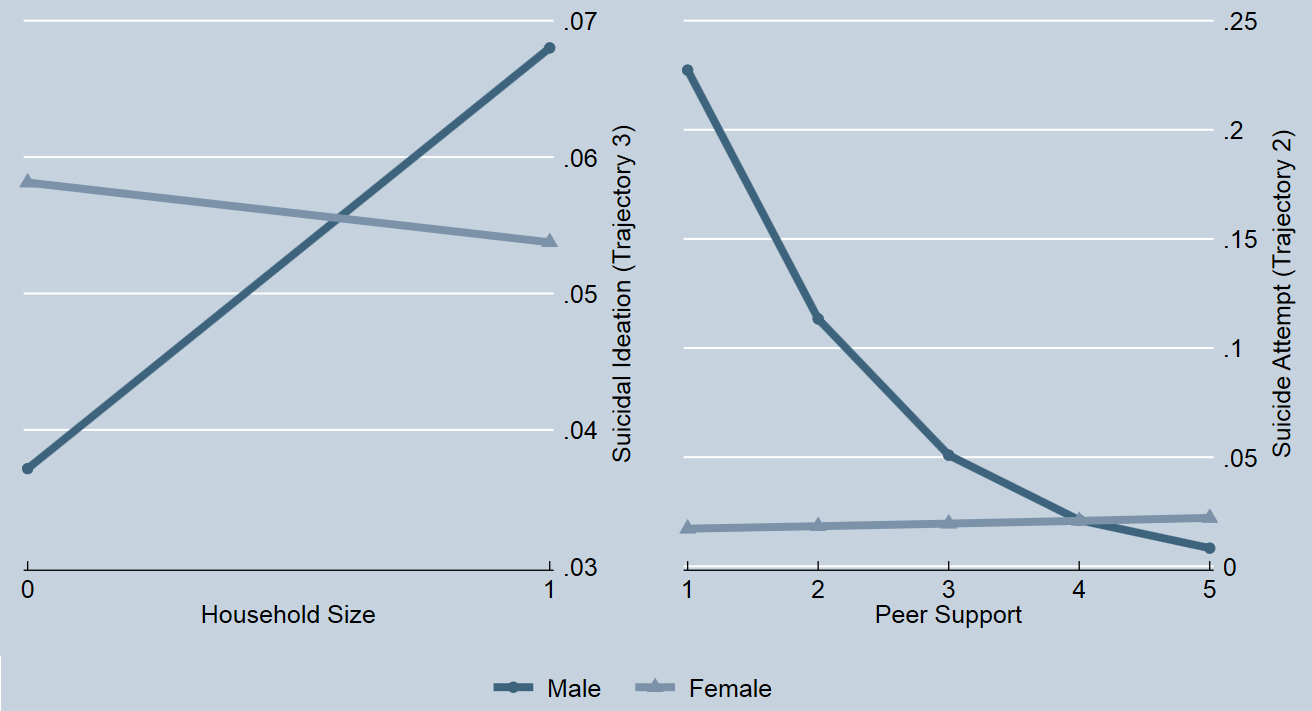 .07
.06
.05
.04
.03
Suicidal Ideation (Trajectory 3)
0 1
Household Size
.25
.2
.15
.1
.05
0
Suicide Attempt (Trajectory 2)
1 2 3 4 5
Peer Support
Male Female